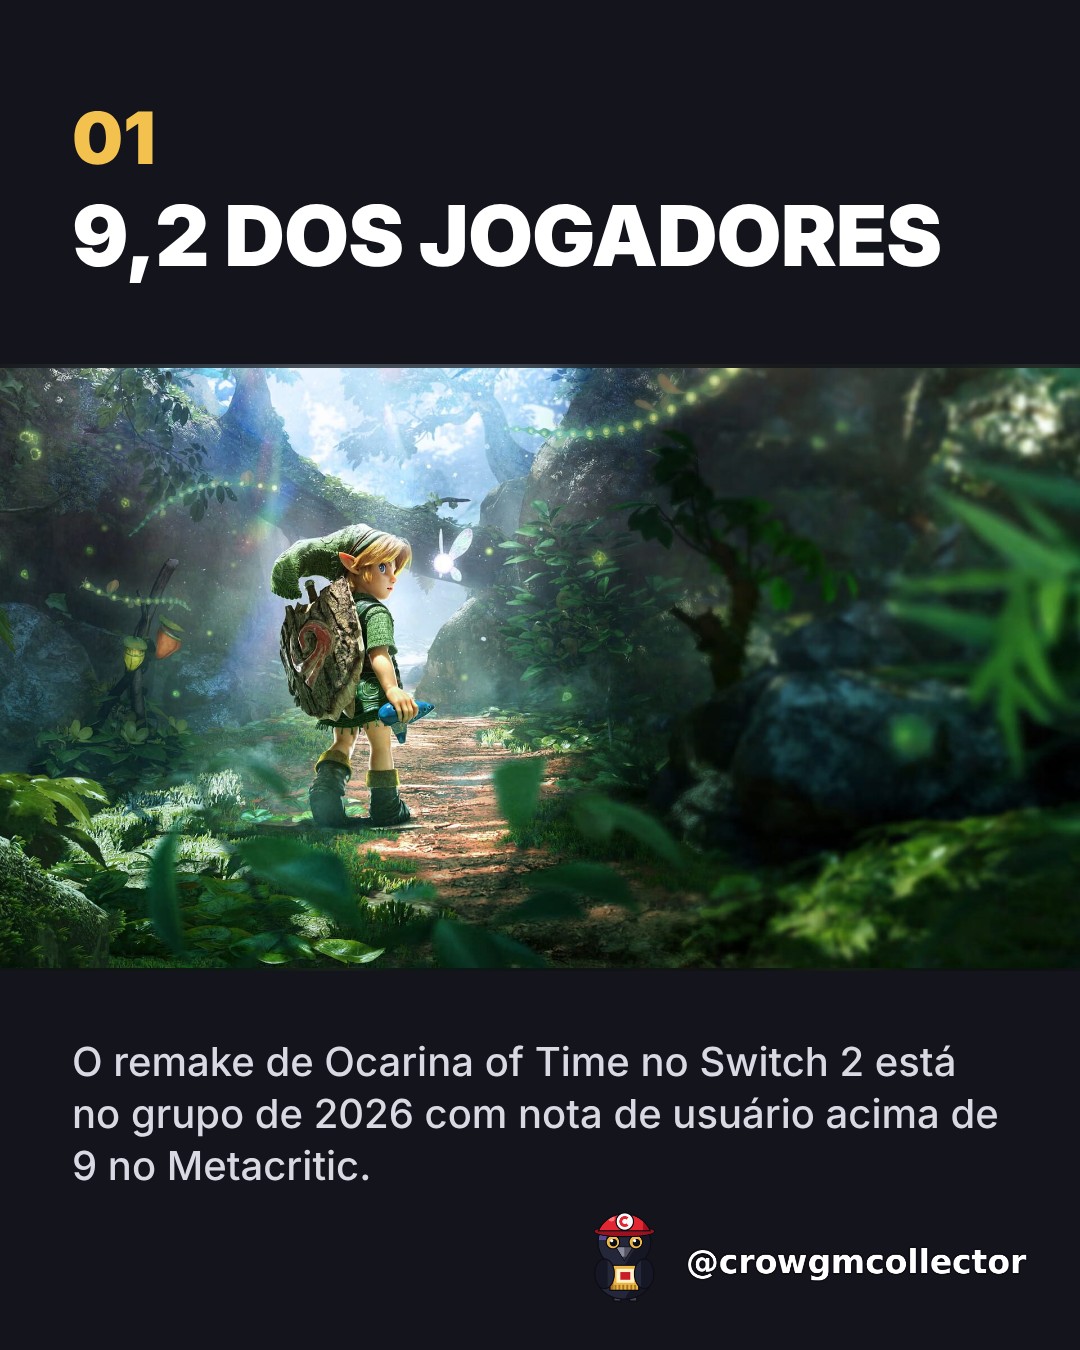 01
9,2 DOS JOGADORES
O remake de Ocarina of Time no Switch 2 está
no grupo de 2026 com nota de usuário acima de
9 no Metacritic.
C
@crowgmcollector